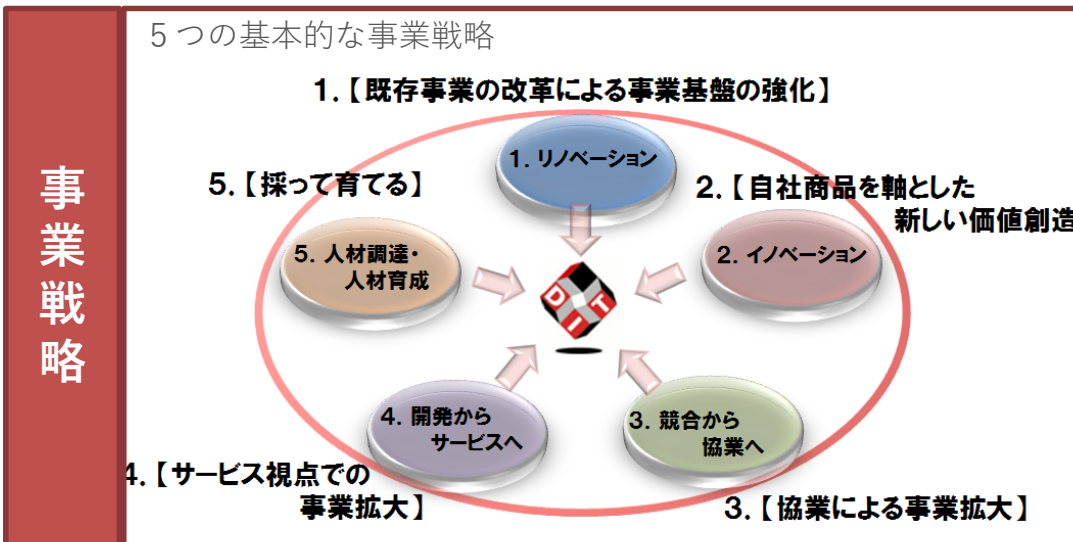 事業戦略
5つの基本的な事業戦略
1.【既存事業の改革による事業基盤の強化】
1. リノベーション
5.【採って育てる】
2.【自社商品を軸とした
新しい価値創造
5. 人材調達・
人材育成
2. イノベーション
DIT
4. 開発から
サービスへ
3. 競合から
協業へ
4.【サービス視点での
事業拡大】
3.【協業による事業拡大】